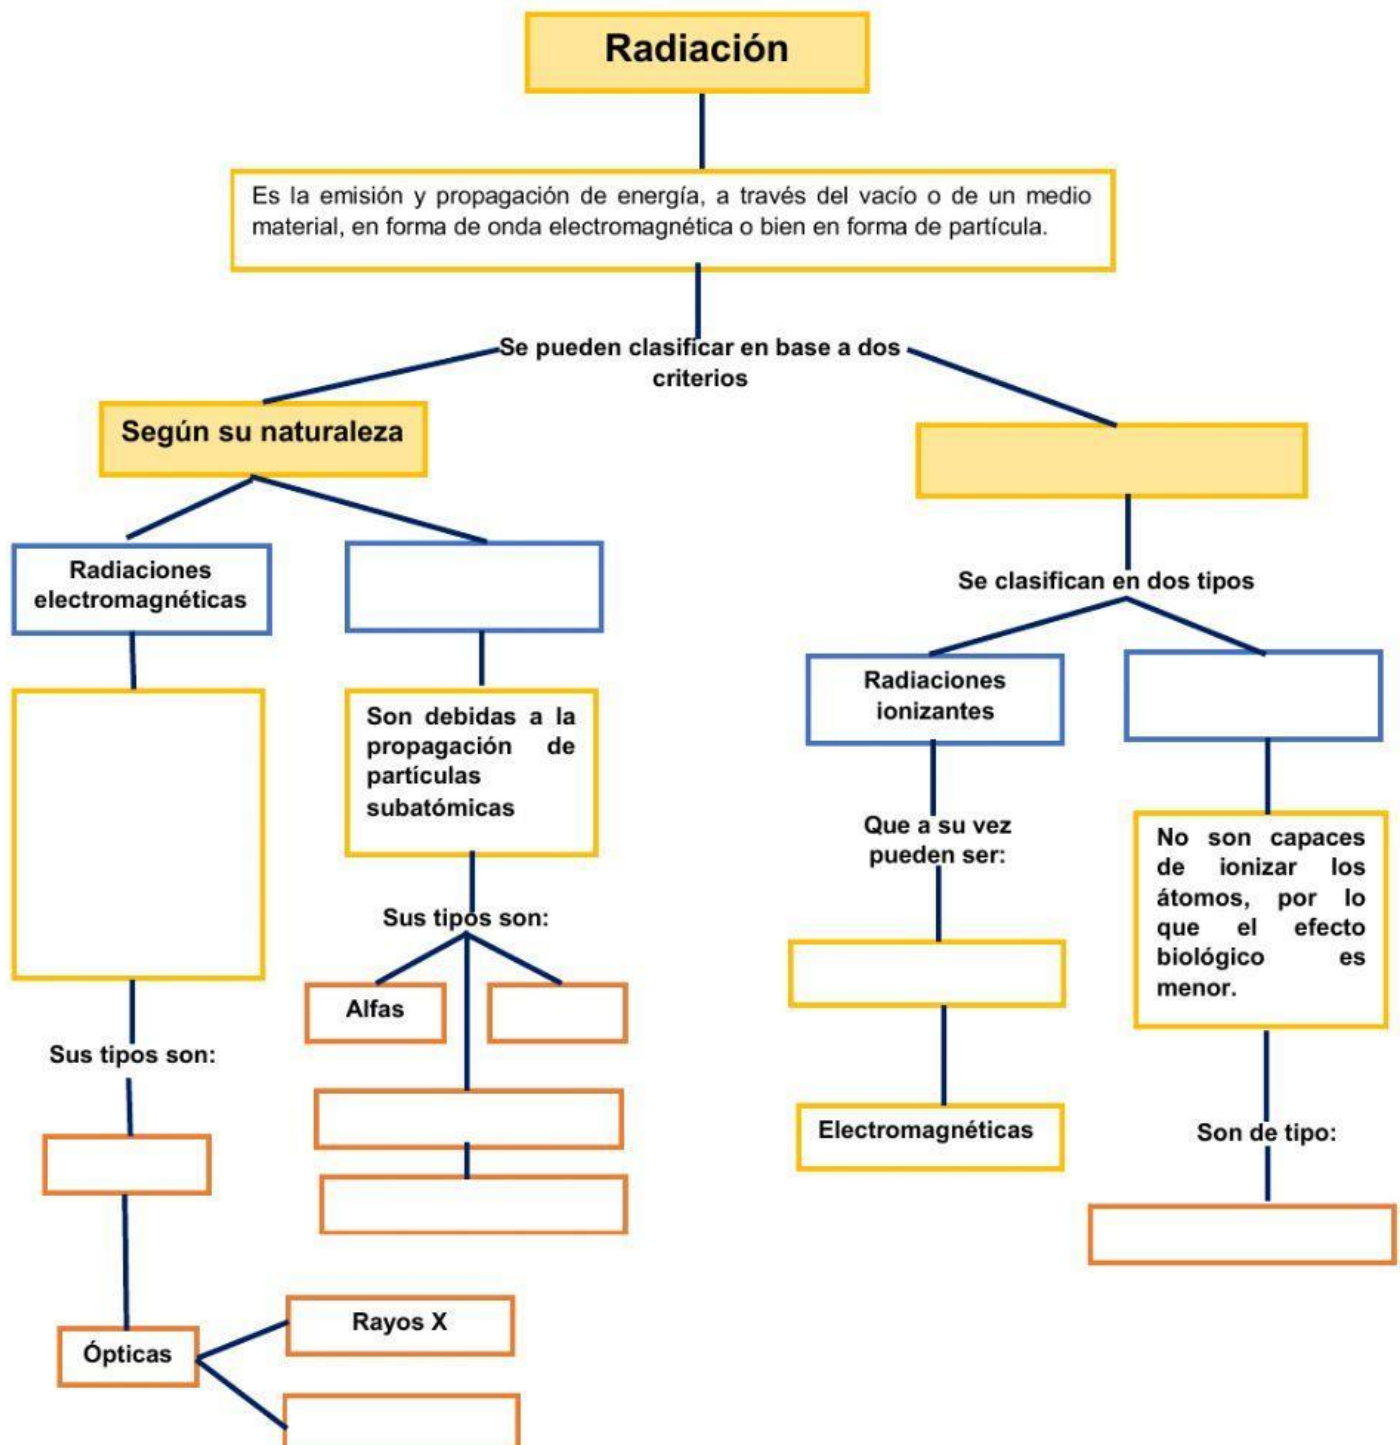 Radiación
Es la emisión y propagación de energía, a través del vacío o de un medio
material, en forma de onda electromagnética o bien en forma de partícula.
Se pueden clasificar en base a dos
criterios
Según su naturaleza
Radiaciones
electromagnéticas
Son debidas a la
propagación de
partículas
subatómicas
Sus tipos son:
Alfas
Sus tipos son:
Ópticas
Rayos X
Se clasifican en dos tipos
Radiaciones
ionizantes
Que a su vez
pueden ser:
Electromagnéticas
No son capaces
de ionizar los
átomos, por lo
que el efecto
biológico es
menor.
Son de tipo: